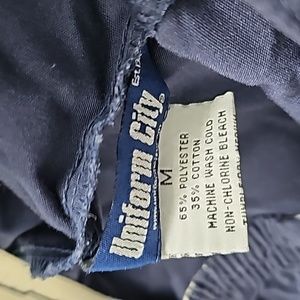 Uniform City
M
65% POLYESTER
35% COTTON
MACHINE WASH COLD
NON-CHLORINE BLEACH